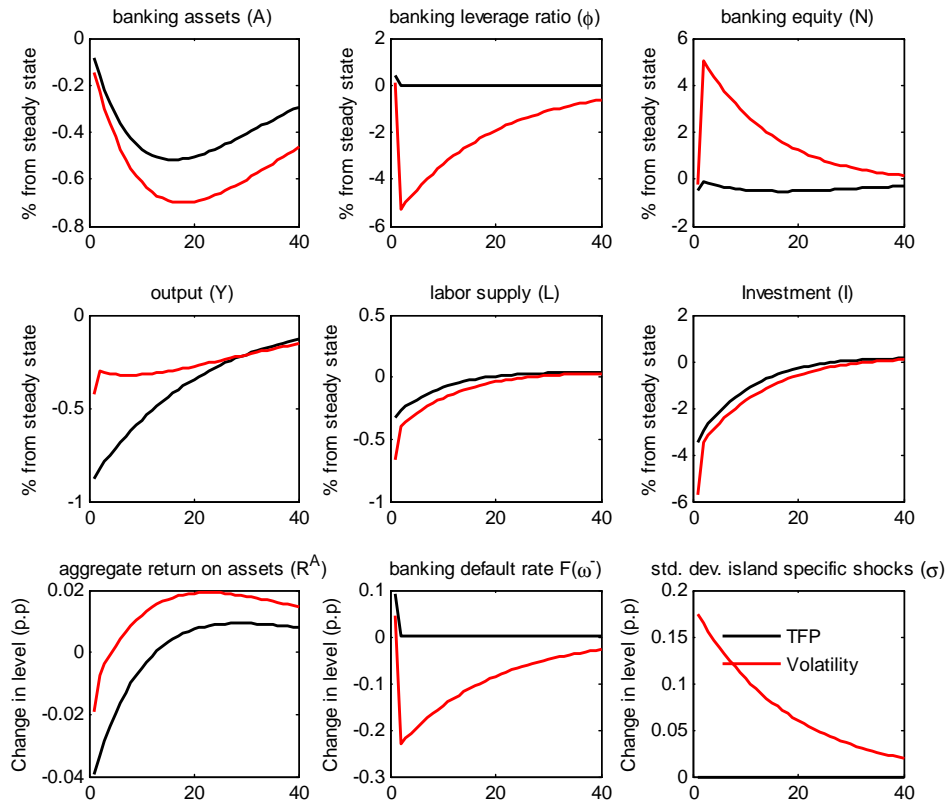 banking assets (A)
banking leverage ratio (ϕ)
banking equity (N)
% from steady state
0
-0.2
-0.4
-0.6
-0.8
0 20 40
% from steady state
2
0
-2
-4
-6
0 20 40
% from steady state
6
4
2
0
-2
0 20 40
output (Y)
labor supply (L)
Investment (I)
% from steady state
0
-0.5
-1
0 20 40
% from steady state
0.5
0
-0.5
-1
0 20 40
% from steady state
2
0
-2
-4
-6
0 20 40
aggregate return on assets (R^A)
banking default rate F(ω̄)
std. dev. island specific shocks (σ)
Change in level (p.p)
0.02
0
-0.02
-0.04
0 20 40
Change in level (p.p)
0.1
0
-0.1
-0.2
-0.3
0 20 40
Change in level (p.p)
0.2
0.15
0.1
0.05
0
0 20 40
TFP
Volatility